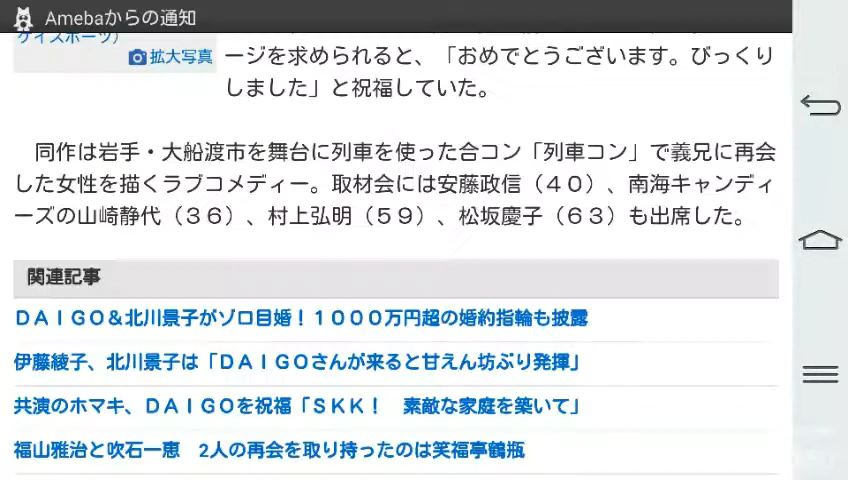 Amebaからの通知
ケイスポーツ）
拡大写真
ージを求められると、「おめでとうございます。びっくり
しました」と祝福していた。
同作は岩手・大船渡市を舞台に列車を使った合コン「列車コン」で義兄に再会
した女性を描くラブコメディー。取材会には安藤政信（４０）、南海キャンディ
ーズの山崎静代（３６）、村上弘明（５９）、松坂慶子（６３）も出席した。
関連記事
ＤＡＩＧＯ＆北川景子がゾロ目婚！１０００万円超の婚約指輪も披露
伊藤綾子、北川景子は「ＤＡＩＧＯさんが来ると甘えん坊ぶり発揮」
共演のホマキ、ＤＡＩＧＯを祝福「ＳＫＫ！　素敵な家庭を築いて」
福山雅治と吹石一恵　2人の再会を取り持ったのは笑福亭鶴瓶